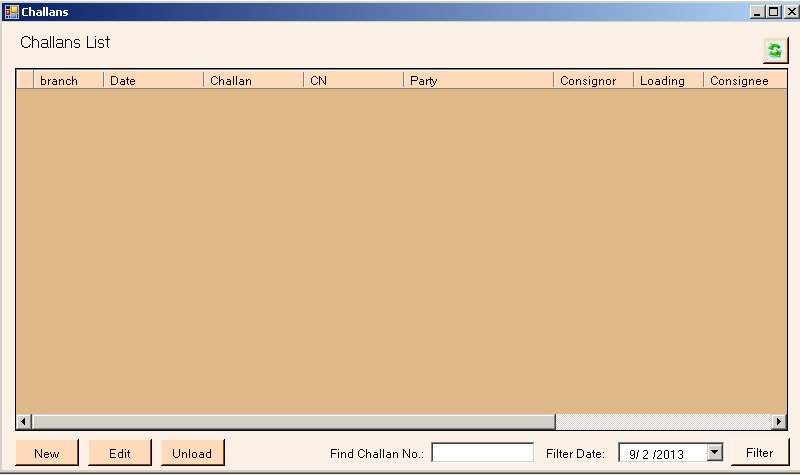 Challans
Challans List
branch Date Challan CN Party Consignor Loading Consignee
New Edit Unload Find Challan No.: Filter Date: 9/ 2 /2013 Filter